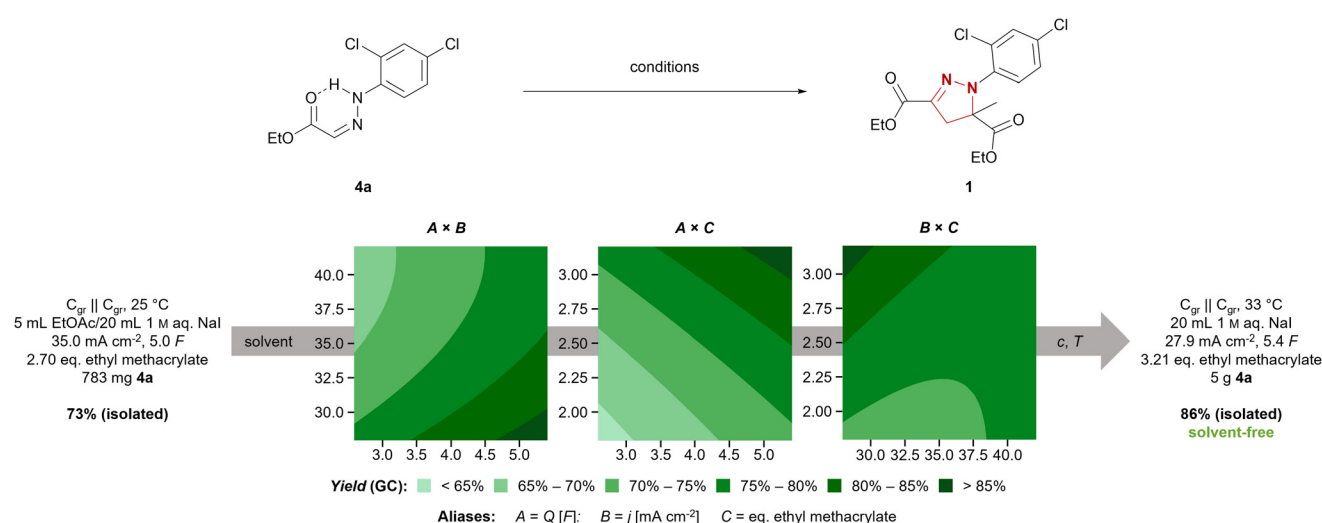 Cl
Cl
conditions
Cl
Cl
H
O
N
N
EtO
N
N
O
EtO
O
EtO
4a
1
A × B
A × C
B × C
40.0
37.5
35.0
32.5
30.0
3.0 3.5 4.0 4.5 5.0
3.00
2.75
2.50
2.25
2.00
3.0 3.5 4.0 4.5 5.0
3.00
2.75
2.50
2.25
2.00
30.0 32.5 35.0 37.5 40.0
Cgr || Cgr, 25 °C
5 mL EtOAc/20 mL 1 M aq. NaI
35.0 mA cm-2, 5.0 F
2.70 eq. ethyl methacrylate
783 mg 4a
73% (isolated)
solvent
c, T
Cgr || Cgr, 33 °C
20 mL 1 M aq. NaI
27.9 mA cm-2, 5.4 F
3.21 eq. ethyl methacrylate
5 g 4a
86% (isolated)
solvent-free
Yield (GC): < 65% 65% – 70% 70% – 75% 75% – 80% 80% – 85% > 85%
Aliases: A = Q [F]; B = j [mA cm-2] C = eq. ethyl methacrylate